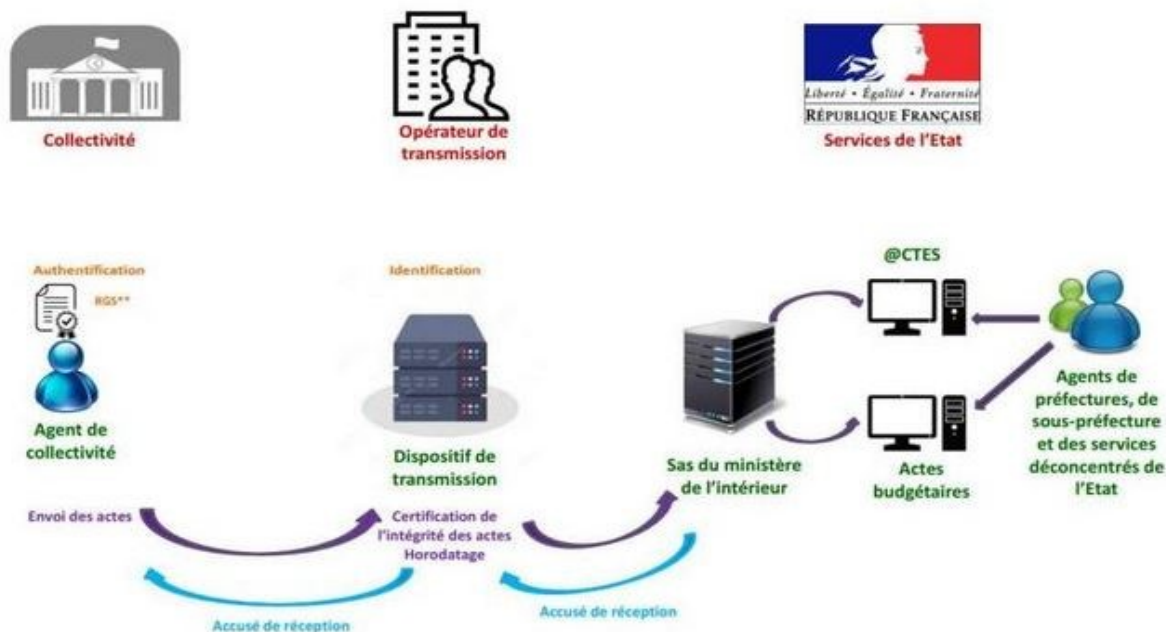 Liberté • Égalité • Fraternité
RÉPUBLIQUE FRANÇAISE
Collectivité
Opérateur de
transmission
Services de l'Etat
Authentification
RGS**
Identification
@CTES
Agent de
collectivité
Dispositif de
transmission
Sas du ministère
de l'intérieur
Actes
budgétaires
Agents de
préfectures, de
sous-préfecture
et des services
déconcentrés de
l'Etat
Envoi des actes
Certification de
l'intégrité des actes
Horodatage
Accusé de réception
Accusé de réception